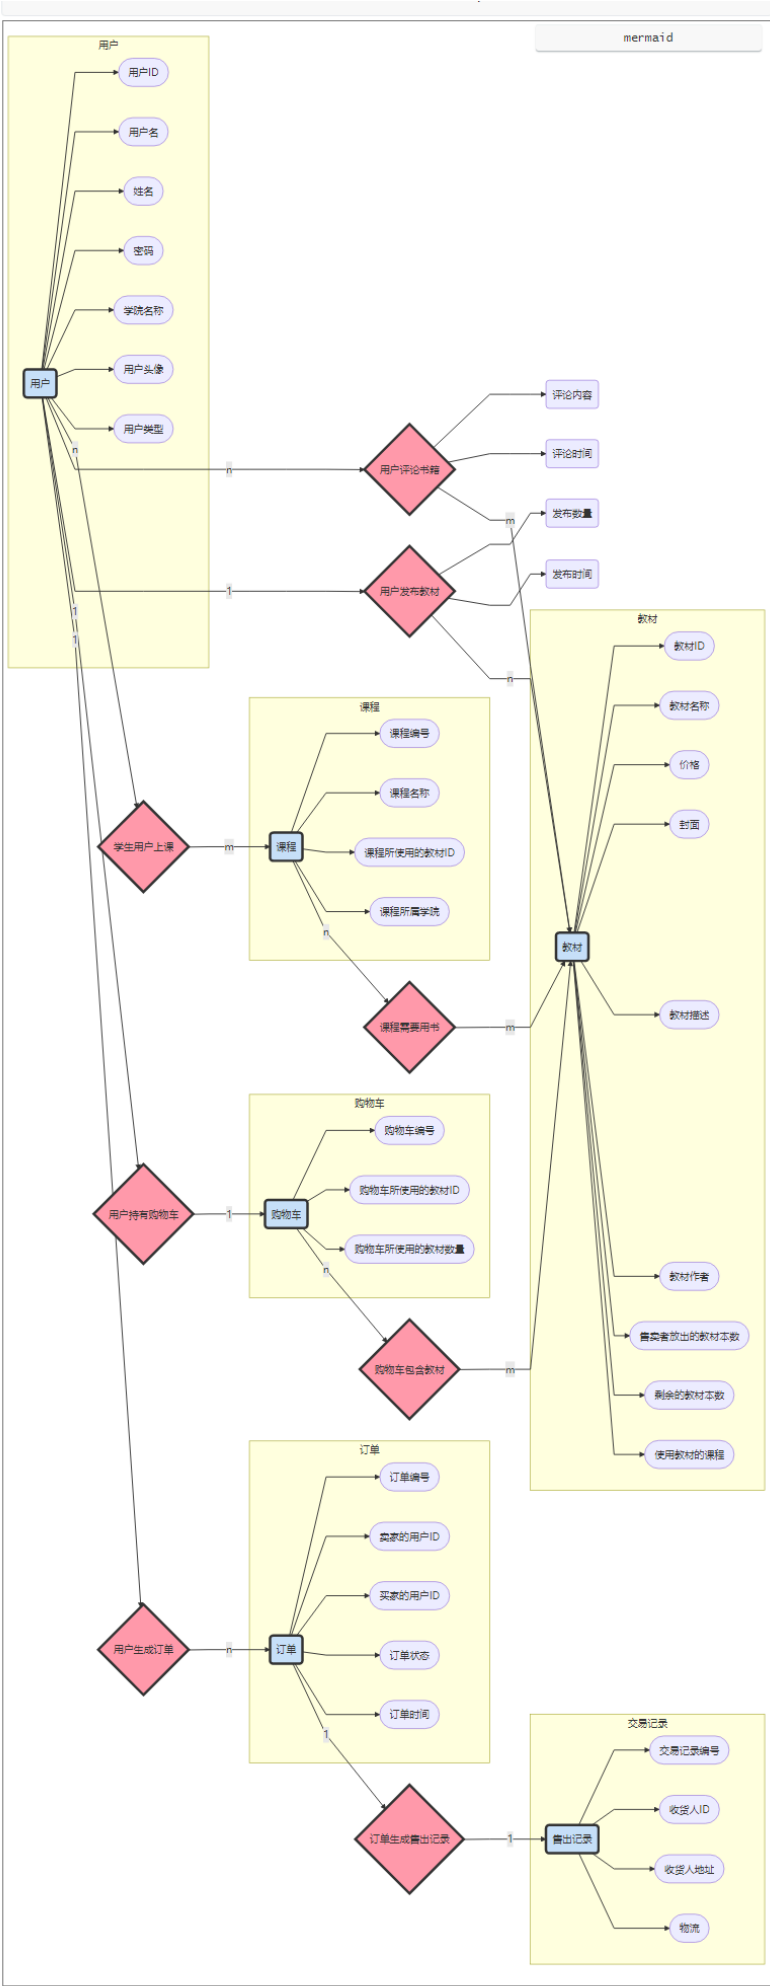 mermaid
用户
用户ID
用户名
姓名
密码
学院名称
用户头像
用户类型
用户
n
n
1
1
1
用户评论书籍
评论内容
评论时间
m
用户发布教材
发布数量
发布时间
n
教材
教材ID
教材名称
价格
封面
教材
教材描述
教材作者
售卖者放出的教材本数
剩余的教材本数
使用教材的课程
学生用户上课
m
课程
课程编号
课程名称
课程
课程所使用的教材ID
课程所属学院
n
课程需要用书
m
用户持有购物车
1
购物车
购物车编号
购物车所使用的教材ID
购物车
购物车所使用的教材数量
n
购物车包含教材
m
用户生成订单
n
订单
订单编号
卖家的用户ID
买家的用户ID
订单
订单状态
订单时间
1
订单生成售出记录
1
交易记录
交易记录编号
收货人ID
售出记录
收货人地址
物流